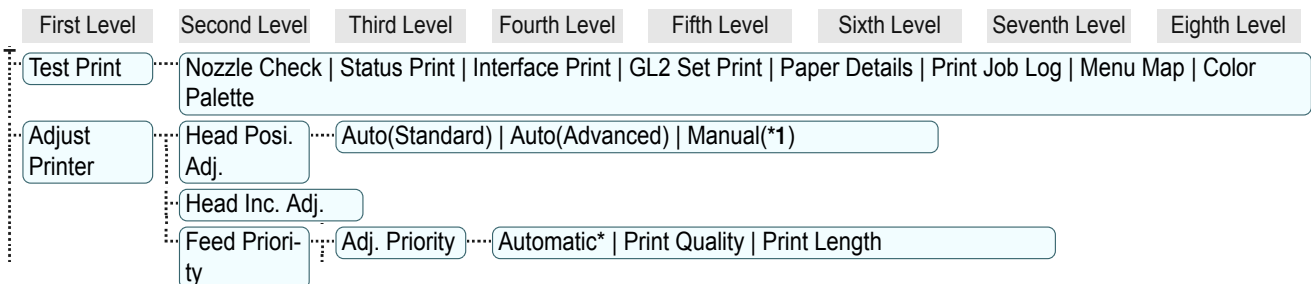 First Level Second Level Third Level Fourth Level Fifth Level Sixth Level Seventh Level Eighth Level
Test Print Nozzle Check | Status Print | Interface Print | GL2 Set Print | Paper Details | Print Job Log | Menu Map | Color
Palette
Adjust Head Posi. Auto(Standard) | Auto(Advanced) | Manual(*1)
Printer Adj.
Head Inc. Adj.
Feed Priori- Adj. Priority Automatic* | Print Quality | Print Length
ty